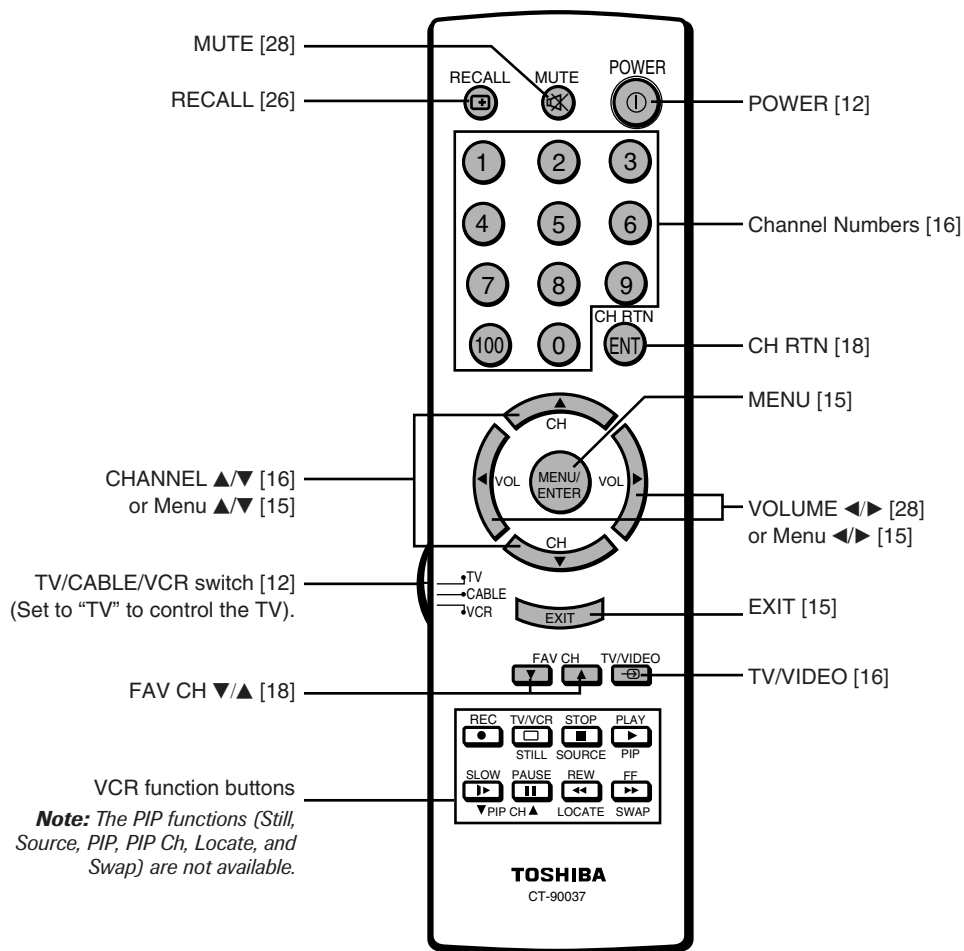 MUTE [28]
RECALL [26]
RECALL
MUTE
POWER
POWER [12]
1
2
3
4
5
6
Channel Numbers [16]
7
8
9
CH RTN
100
0
ENT
CH RTN [18]
MENU [15]
▲
CH
CHANNEL ▲/▼ [16]
or Menu ▲/▼ [15]
◀ VOL
MENU/
ENTER
VOL ▶
VOLUME ◀/▶ [28]
or Menu ◀/▶ [15]
CH
▼
TV/CABLE/VCR switch [12]
(Set to “TV” to control the TV).
TV
CABLE
VCR
EXIT
EXIT [15]
FAV CH
TV/VIDEO
▼ ▲
TV/VIDEO [16]
FAV CH ▼/▲ [18]
REC TV/VCR STOP PLAY
STILL SOURCE PIP
SLOW PAUSE REW FF
▼PIP CH▲ LOCATE SWAP
VCR function buttons
Note: The PIP functions (Still,
Source, PIP, PIP Ch, Locate, and
Swap) are not available.
TOSHIBA
CT-90037